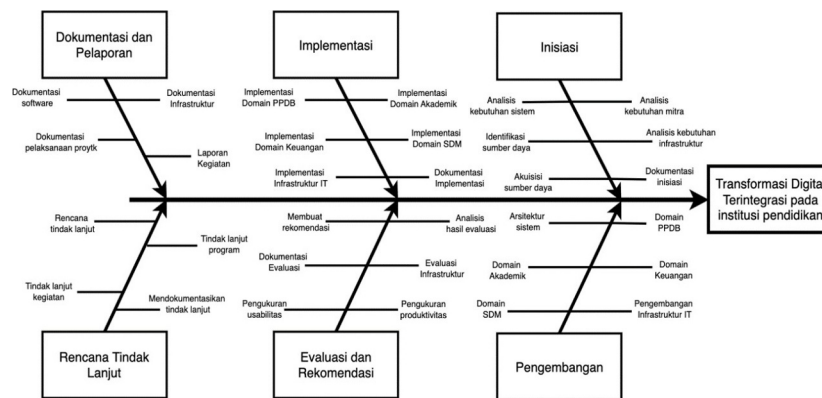 Dokumentasi dan
Pelaporan
Implementasi
Inisiasi
Dokumentasi
software
Dokumentasi
Infrastruktur
Dokumentasi
pelaksanaan proytk
Laporan
Kegiatan
Implementasi
Domain PPDB
Implementasi
Domain Akademik
Implementasi
Domain Keuangan
Implementasi
Domain SDM
Implementasi
Infrastruktur IT
Dokumentasi
Implementasi
Analisis
kebutuhan sistem
Analisis
kebutuhan mitra
Identifikasi
sumber daya
Analisis kebutuhan
infrastruktur
Akuisisi
sumber daya
Dokumentasi
inisiasi
Transformasi Digital
Terintegrasi pada
institusi pendidikan
Rencana
tindak lanjut
Tindak lanjut
program
Tindak lanjut
kegiatan
Mendokumentasikan
tindak lanjut
Membuat
rekomendasi
Analisis
hasil evaluasi
Dokumentasi
Evaluasi
Evaluasi
Infrastruktur
Pengukuran
usabilitas
Pengukuran
produktivitas
Arsitektur
sistem
Domain
PPDB
Domain
Akademik
Domain
Keuangan
Domain
SDM
Pengembangan
Infrastruktur IT
Rencana Tindak
Lanjut
Evaluasi dan
Rekomendasi
Pengembangan